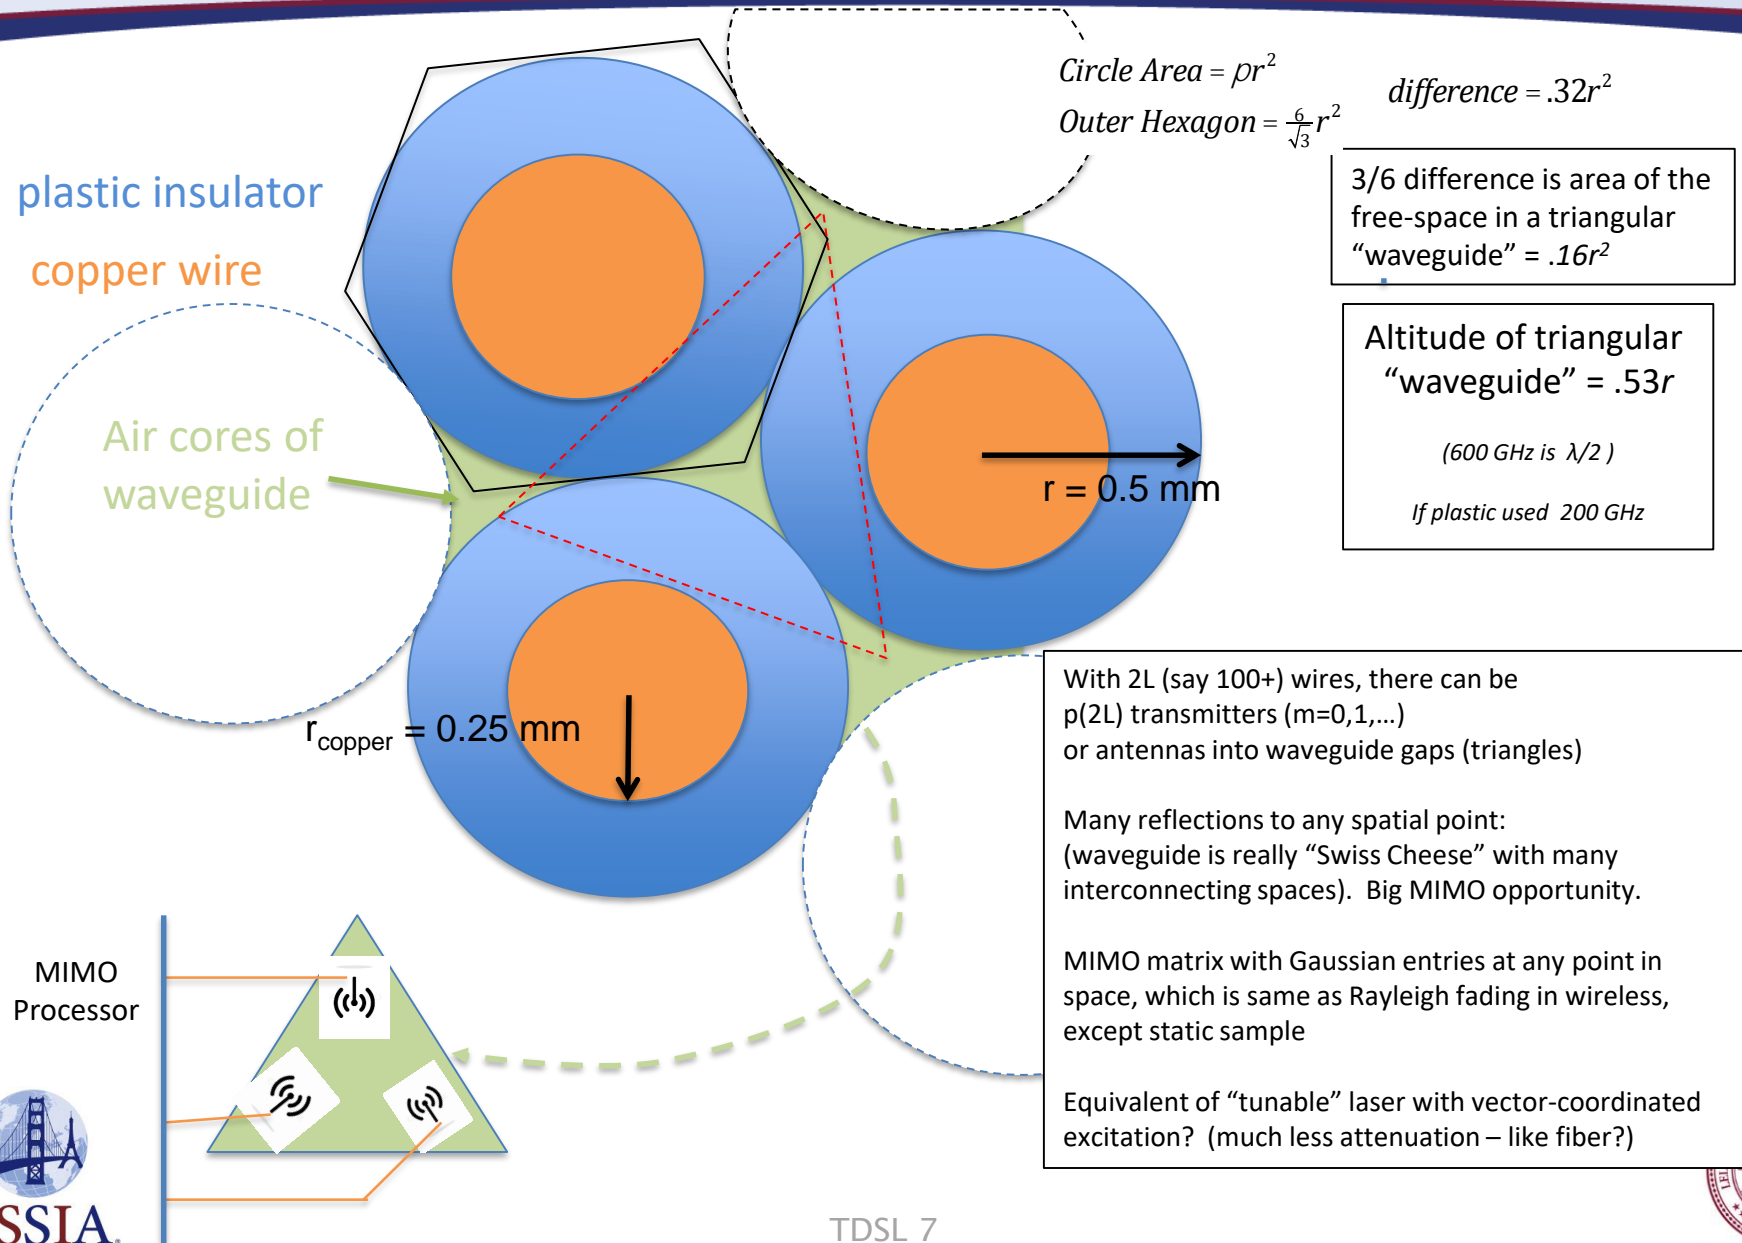 Circle Area = pr²
Outer Hexagon = 6/√3 r²
difference = .32r²
plastic insulator
copper wire
3/6 difference is area of the
free-space in a triangular
“waveguide” = .16r²
Altitude of triangular
“waveguide” = .53r
(600 GHz is λ/2 )
If plastic used 200 GHz
Air cores of
waveguide
r = 0.5 mm
r_copper = 0.25 mm
With 2L (say 100+) wires, there can be
p(2L) transmitters (m=0,1,...)
or antennas into waveguide gaps (triangles)
Many reflections to any spatial point:
(waveguide is really “Swiss Cheese” with many
interconnecting spaces). Big MIMO opportunity.
MIMO matrix with Gaussian entries at any point in
space, which is same as Rayleigh fading in wireless,
except static sample
Equivalent of “tunable” laser with vector-coordinated
excitation? (much less attenuation – like fiber?)
MIMO
Processor
SSIA
TDSL 7